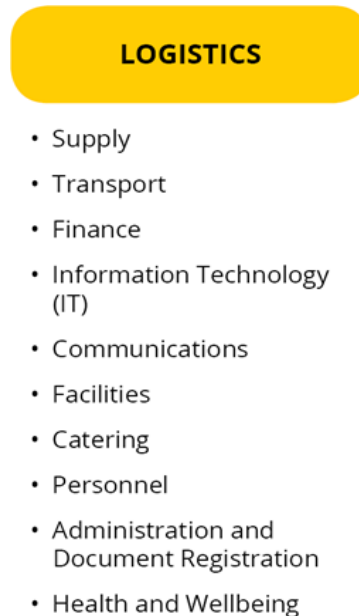 LOGISTICS
• Supply
• Transport
• Finance
• Information Technology
(IT)
• Communications
• Facilities
• Catering
• Personnel
• Administration and
Document Registration
• Health and Wellbeing